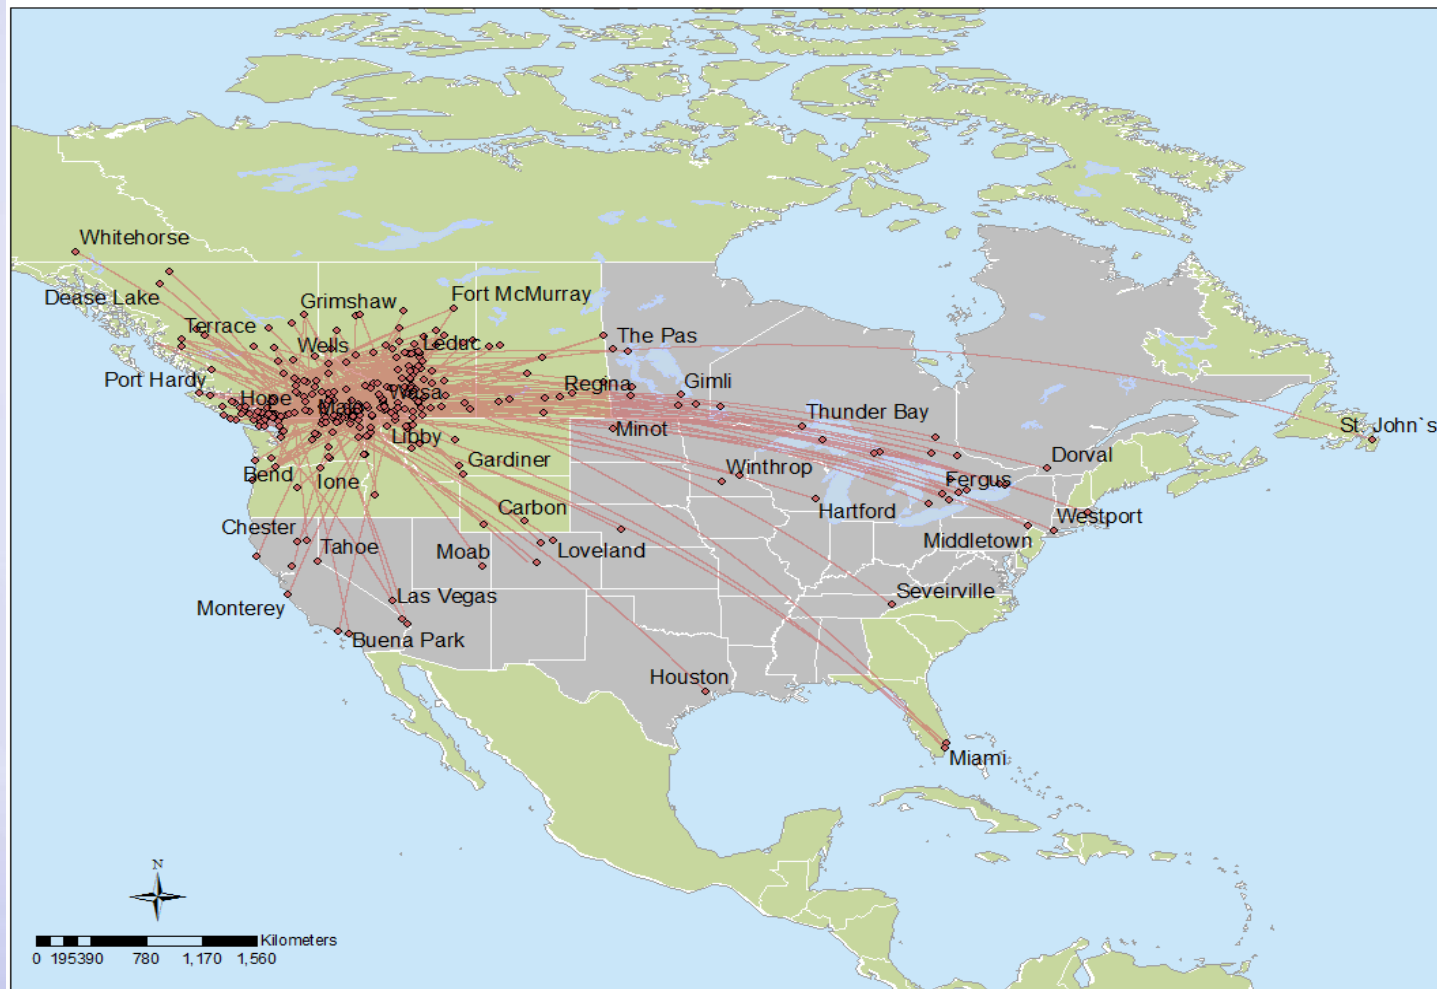 Whitehorse
Dease Lake
Grimshaw
Fort McMurray
Terrace
Wells
Leduc
The Pas
Port Hardy
Hope
Wasa
Regina
Gimli
Malo
Thunder Bay
St. John`s
Libby
Minot
Bend
Ione
Gardiner
Winthrop
Dorval
Fergus
Carbon
Hartford
Westport
Chester
Tahoe
Moab
Loveland
Middletown
Monterey
Las Vegas
Seveirville
Buena Park
Houston
Miami
N
Kilometers
0 195390 780 1,170 1,560